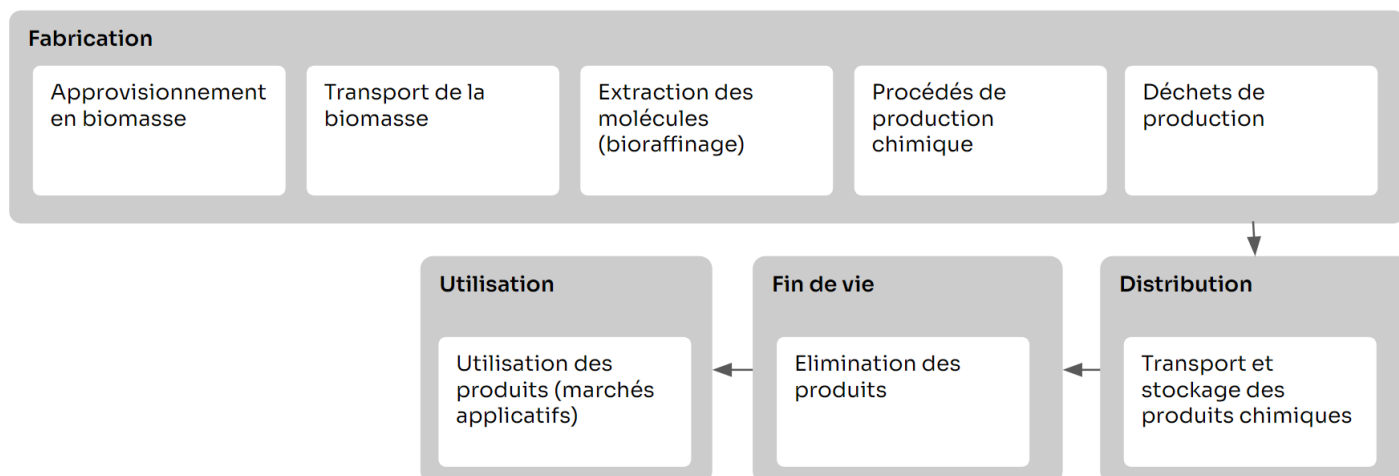 Fabrication
Approvisionnement
en biomasse
Transport de la
biomasse
Extraction des
molécules
(bioraffinage)
Procédés de
production
chimique
Déchets de
production
Utilisation
Utilisation des
produits (marchés
applicatifs)
Fin de vie
Elimination des
produits
Distribution
Transport et
stockage des
produits chimiques